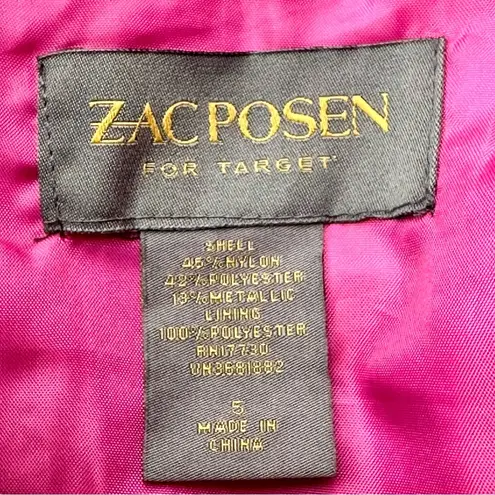 ZAC POSEN
FOR TARGET
SHELL
45%NYLON
42%POLYESTER
13%METALLIC
LINING
100%POLYESTER
RN17730
VN3681882
5
MADE IN
CHINA